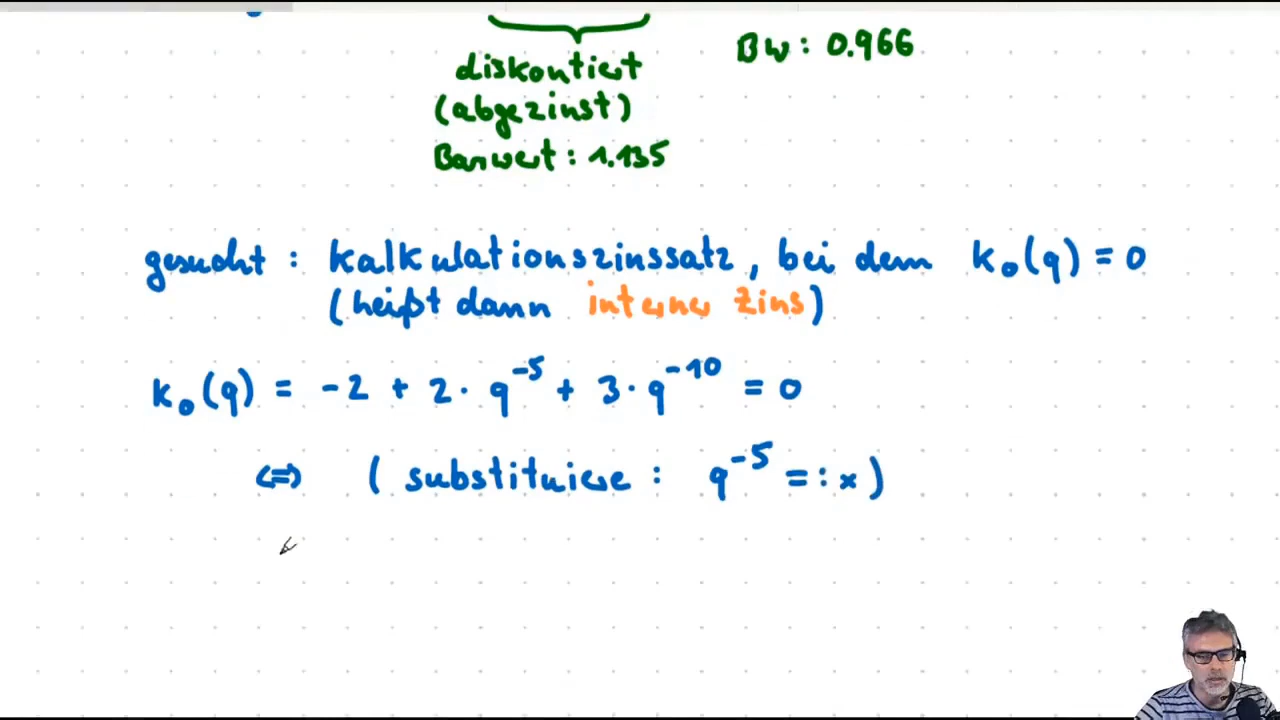 diskontiert
BW: 0.966
(abgezinst)
Barwert: 1.135
gesucht: Kalkulationszinssatz, bei dem K₀(q) = 0
(heißt dann interner Zins)
K₀(q) = -2 + 2 · q⁻⁵ + 3 · q⁻¹⁰ = 0
⇔ (substituiere: q⁻⁵ =: x)